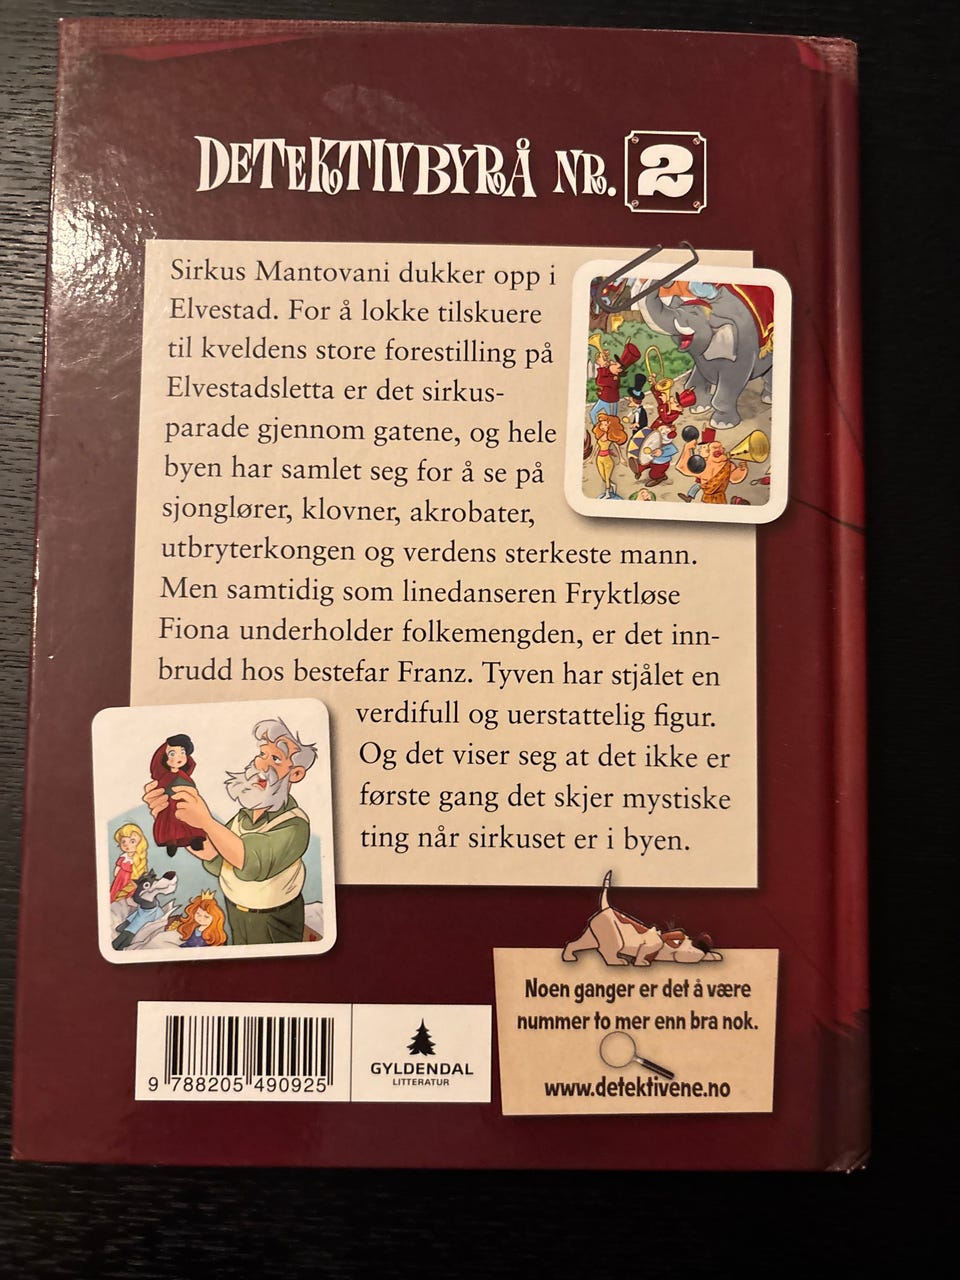 DETEKTIVBYRÅ NR. 2
Sirkus Mantovani dukker opp i
Elvestad. For å lokke tilskuere
til kveldens store forestilling på
Elvestadsletta er det sirkus-
parade gjennom gatene, og hele
byen har samlet seg for å se på
sjonglører, klovner, akrobater,
utbryterkongen og verdens sterkeste mann.
Men samtidig som linedanseren Fryktløse
Fiona underholder folkemengden, er det inn-
brudd hos bestefar Franz. Tyven har stjålet en
verdifull og uerstattelig figur.
Og det viser seg at det ikke er
første gang det skjer mystiske
ting når sirkuset er i byen.
Noen ganger er det å være
nummer to mer enn bra nok.
www.detektivene.no
9 788205 490925
GYLDENDAL
LITTERATUR